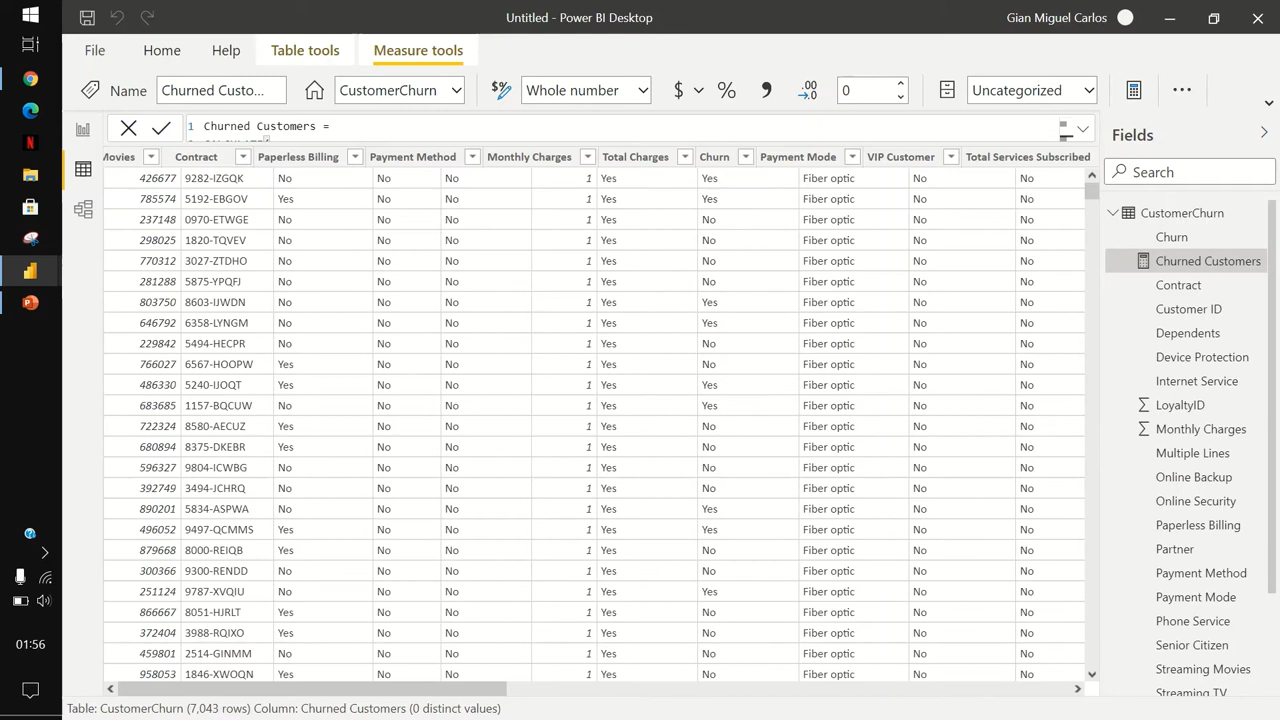 Untitled - Power BI Desktop
Gian Miguel Carlos
File Home Help Table tools Measure tools
Name Churned Custo... CustomerChurn $% Whole number $ % 0 Uncategorized
1 Churned Customers =
Movies Contract Paperless Billing Payment Method Monthly Charges Total Charges Churn Payment Mode VIP Customer Total Services Subscribed
426677 9282-IZGQK No No No 1 Yes Yes Fiber optic No No
785574 5192-EBGOV Yes No No 1 Yes Yes Fiber optic No No
237148 0970-ETWGE No No No 1 Yes No Fiber optic No No
298025 1820-TQVEV No No No 1 Yes No Fiber optic No No
770312 3027-ZTDHO No No No 1 Yes No Fiber optic No No
281288 5875-YPQFJ No No No 1 Yes No Fiber optic No No
803750 8603-IJWDN No No No 1 Yes Yes Fiber optic No No
646792 6358-LYNGM No No No 1 Yes Yes Fiber optic No No
229842 5494-HECPR No No No 1 Yes No Fiber optic No No
766027 6567-HOOPW Yes No No 1 Yes No Fiber optic No No
486330 5240-IJOQT Yes No No 1 Yes Yes Fiber optic No No
683685 1157-BQCUW No No No 1 Yes Yes Fiber optic No No
722324 8580-AECUZ Yes No No 1 Yes No Fiber optic No No
680894 8375-DKEBR Yes No No 1 Yes No Fiber optic No No
596327 9804-ICWBG No No No 1 Yes No Fiber optic No No
392749 3494-JCHRQ No No No 1 Yes No Fiber optic No No
890201 5834-ASPWA No No No 1 Yes Yes Fiber optic No No
496052 9497-QCMMS Yes No No 1 Yes Yes Fiber optic No No
879668 8000-REIQB Yes No No 1 Yes No Fiber optic No No
300366 9300-RENDD No No No 1 Yes No Fiber optic No No
251124 9787-XVQIU No No No 1 Yes Yes Fiber optic No No
866667 8051-HJRLT Yes No No 1 Yes No Fiber optic No No
372404 3988-RQIXO Yes No No 1 Yes No Fiber optic No No
459801 2514-GINMM No No No 1 Yes No Fiber optic No No
958053 1846-XWOQN Yes No No 1 Yes No Fiber optic No No
Table: CustomerChurn (7,043 rows) Column: Churned Customers (0 distinct values)
Fields
Search
CustomerChurn
Churn
Churned Customers
Contract
Customer ID
Dependents
Device Protection
Internet Service
LoyaltyID
Monthly Charges
Multiple Lines
Online Backup
Online Security
Paperless Billing
Partner
Payment Method
Payment Mode
Phone Service
Senior Citizen
Streaming Movies
Streaming TV
01:56